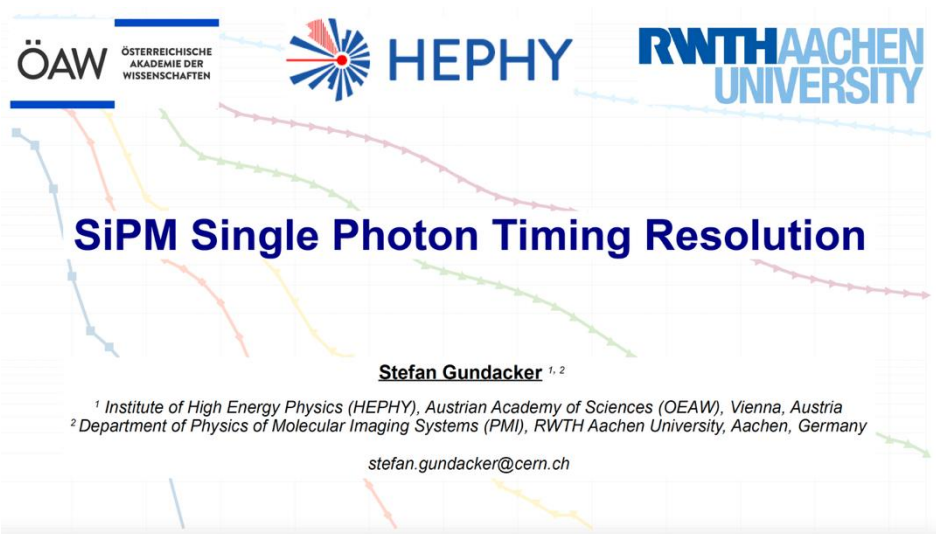 ÖAW
ÖSTERREICHISCHE
AKADEMIE DER
WISSENSCHAFTEN
HEPHY
RWTHAACHEN
UNIVERSITY
SiPM Single Photon Timing Resolution
Stefan Gundacker 1, 2
1 Institute of High Energy Physics (HEPHY), Austrian Academy of Sciences (OEAW), Vienna, Austria
2 Department of Physics of Molecular Imaging Systems (PMI), RWTH Aachen University, Aachen, Germany
stefan.gundacker@cern.ch